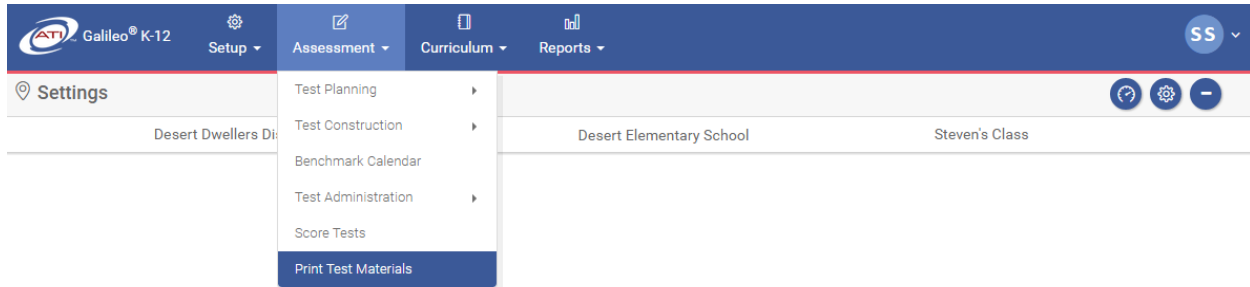 ATI Galileo® K-12
Setup
Assessment
Curriculum
Reports
SS
Settings
Desert Dwellers Di
Desert Elementary School
Steven's Class
Test Planning
Test Construction
Benchmark Calendar
Test Administration
Score Tests
Print Test Materials